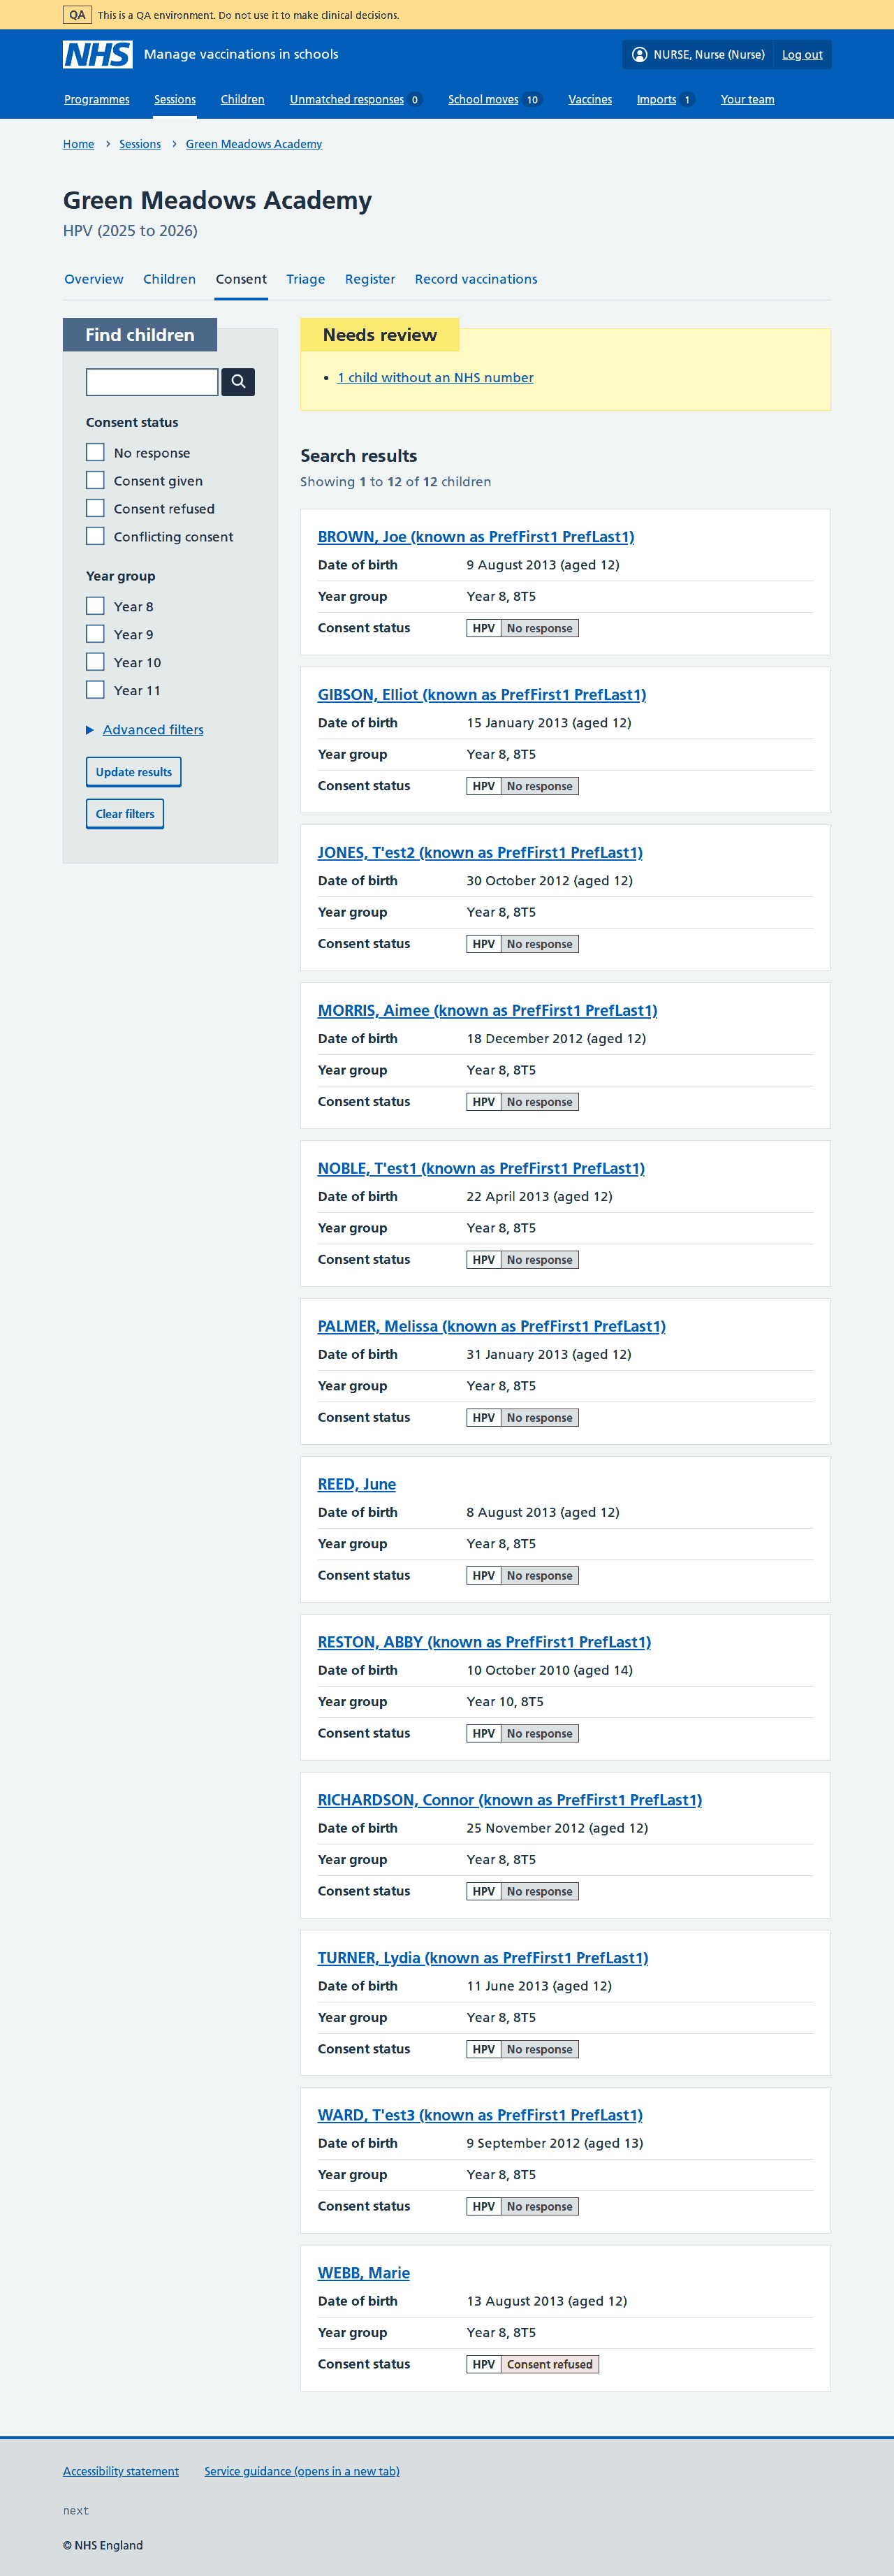 QA This is a QA environment. Do not use it to make clinical decisions.
NHS Manage vaccinations in schools NURSE, Nurse (Nurse) Log out
Programmes Sessions Children Unmatched responses 0 School moves 10 Vaccines Imports 1 Your team
Home > Sessions > Green Meadows Academy
Green Meadows Academy
HPV (2025 to 2026)
Overview Children Consent Triage Register Record vaccinations
Find children
Consent status
No response
Consent given
Consent refused
Conflicting consent
Year group
Year 8
Year 9
Year 10
Year 11
Advanced filters
Update results
Clear filters
Needs review
• 1 child without an NHS number
Search results
Showing 1 to 12 of 12 children
BROWN, Joe (known as PrefFirst1 PrefLast1)
Date of birth 9 August 2013 (aged 12)
Year group Year 8, 8T5
Consent status HPV No response
GIBSON, Elliot (known as PrefFirst1 PrefLast1)
Date of birth 15 January 2013 (aged 12)
Year group Year 8, 8T5
Consent status HPV No response
JONES, T'est2 (known as PrefFirst1 PrefLast1)
Date of birth 30 October 2012 (aged 12)
Year group Year 8, 8T5
Consent status HPV No response
MORRIS, Aimee (known as PrefFirst1 PrefLast1)
Date of birth 18 December 2012 (aged 12)
Year group Year 8, 8T5
Consent status HPV No response
NOBLE, T'est1 (known as PrefFirst1 PrefLast1)
Date of birth 22 April 2013 (aged 12)
Year group Year 8, 8T5
Consent status HPV No response
PALMER, Melissa (known as PrefFirst1 PrefLast1)
Date of birth 31 January 2013 (aged 12)
Year group Year 8, 8T5
Consent status HPV No response
REED, June
Date of birth 8 August 2013 (aged 12)
Year group Year 8, 8T5
Consent status HPV No response
RESTON, ABBY (known as PrefFirst1 PrefLast1)
Date of birth 10 October 2010 (aged 14)
Year group Year 10, 8T5
Consent status HPV No response
RICHARDSON, Connor (known as PrefFirst1 PrefLast1)
Date of birth 25 November 2012 (aged 12)
Year group Year 8, 8T5
Consent status HPV No response
TURNER, Lydia (known as PrefFirst1 PrefLast1)
Date of birth 11 June 2013 (aged 12)
Year group Year 8, 8T5
Consent status HPV No response
WARD, T'est3 (known as PrefFirst1 PrefLast1)
Date of birth 9 September 2012 (aged 13)
Year group Year 8, 8T5
Consent status HPV No response
WEBB, Marie
Date of birth 13 August 2013 (aged 12)
Year group Year 8, 8T5
Consent status HPV Consent refused
Accessibility statement Service guidance (opens in a new tab)
next
© NHS England